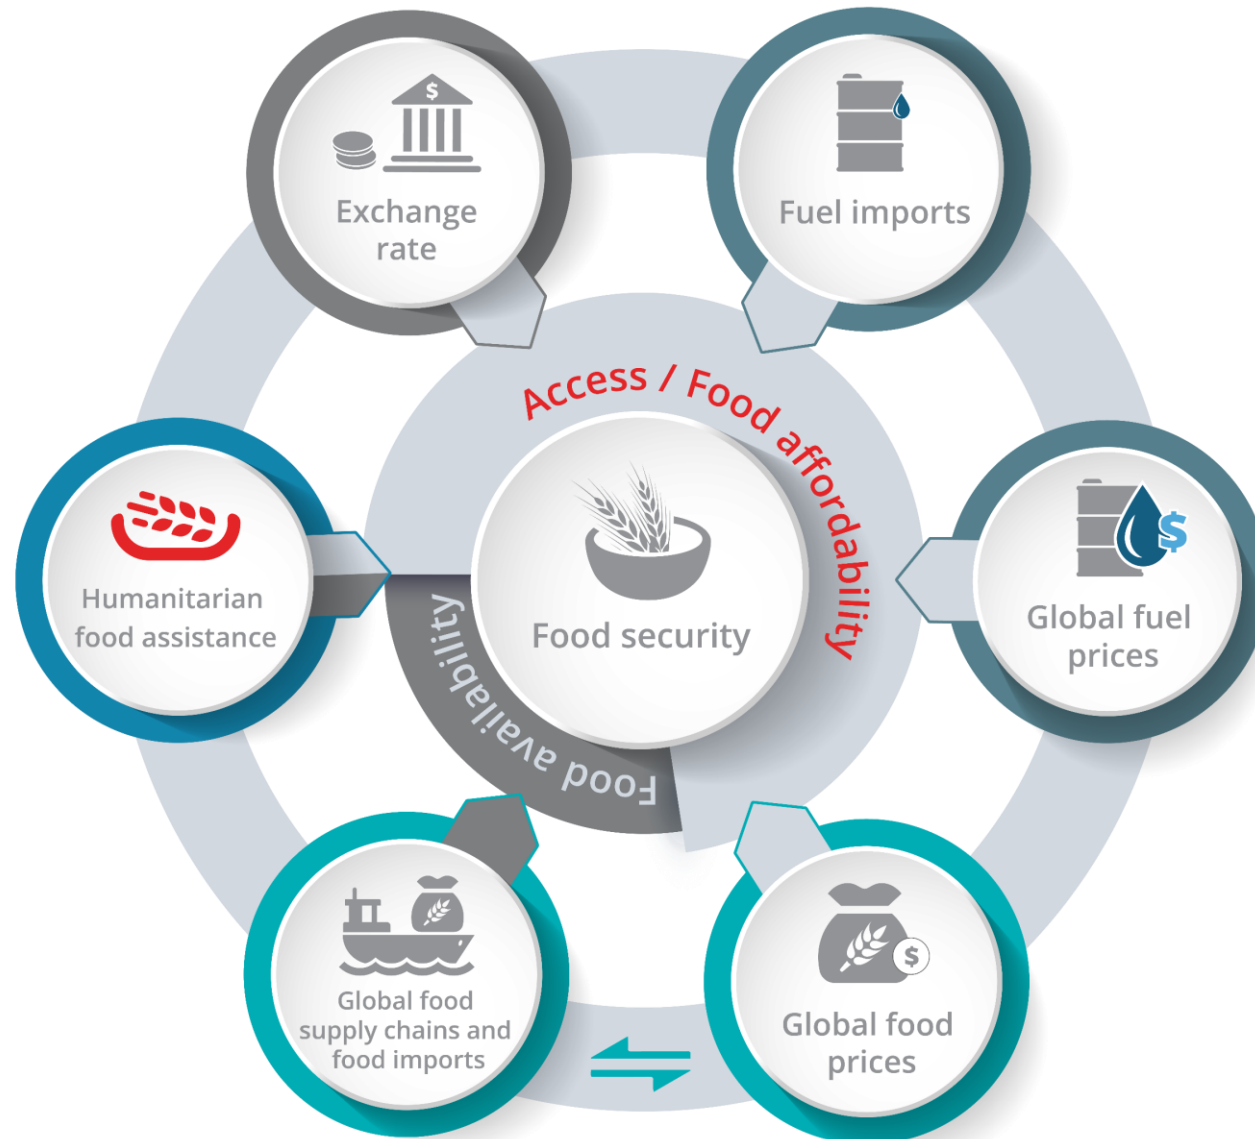 $
Exchange
rate
Fuel imports
Access / Food affordability
Humanitarian
food assistance
Food security
$
Global fuel
prices
Food availability
Global food
supply chains and
food imports
$
Global food
prices